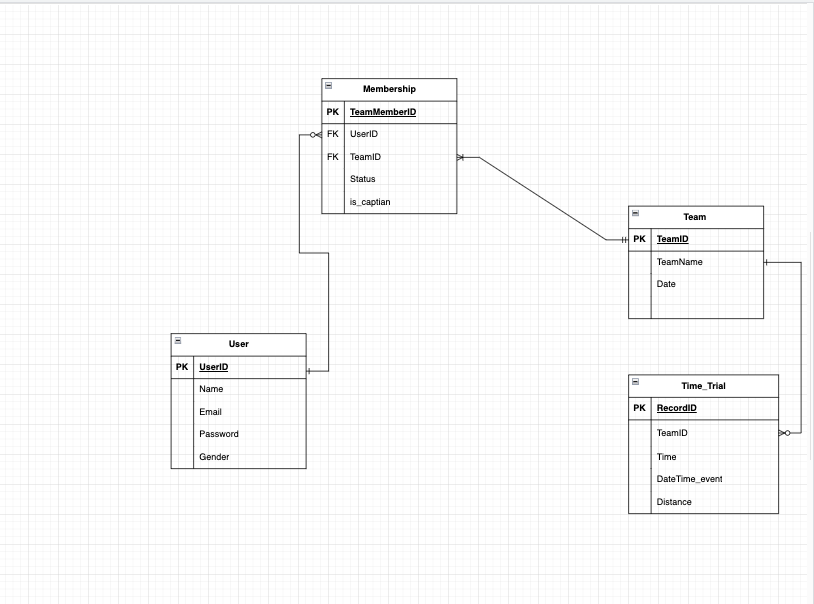 Membership
PK TeamMemberID
FK UserID
FK TeamID
Status
is_captian
Team
PK TeamID
TeamName
Date
User
PK UserID
Name
Email
Password
Gender
Time_Trial
PK RecordID
TeamID
Time
DateTime_event
Distance